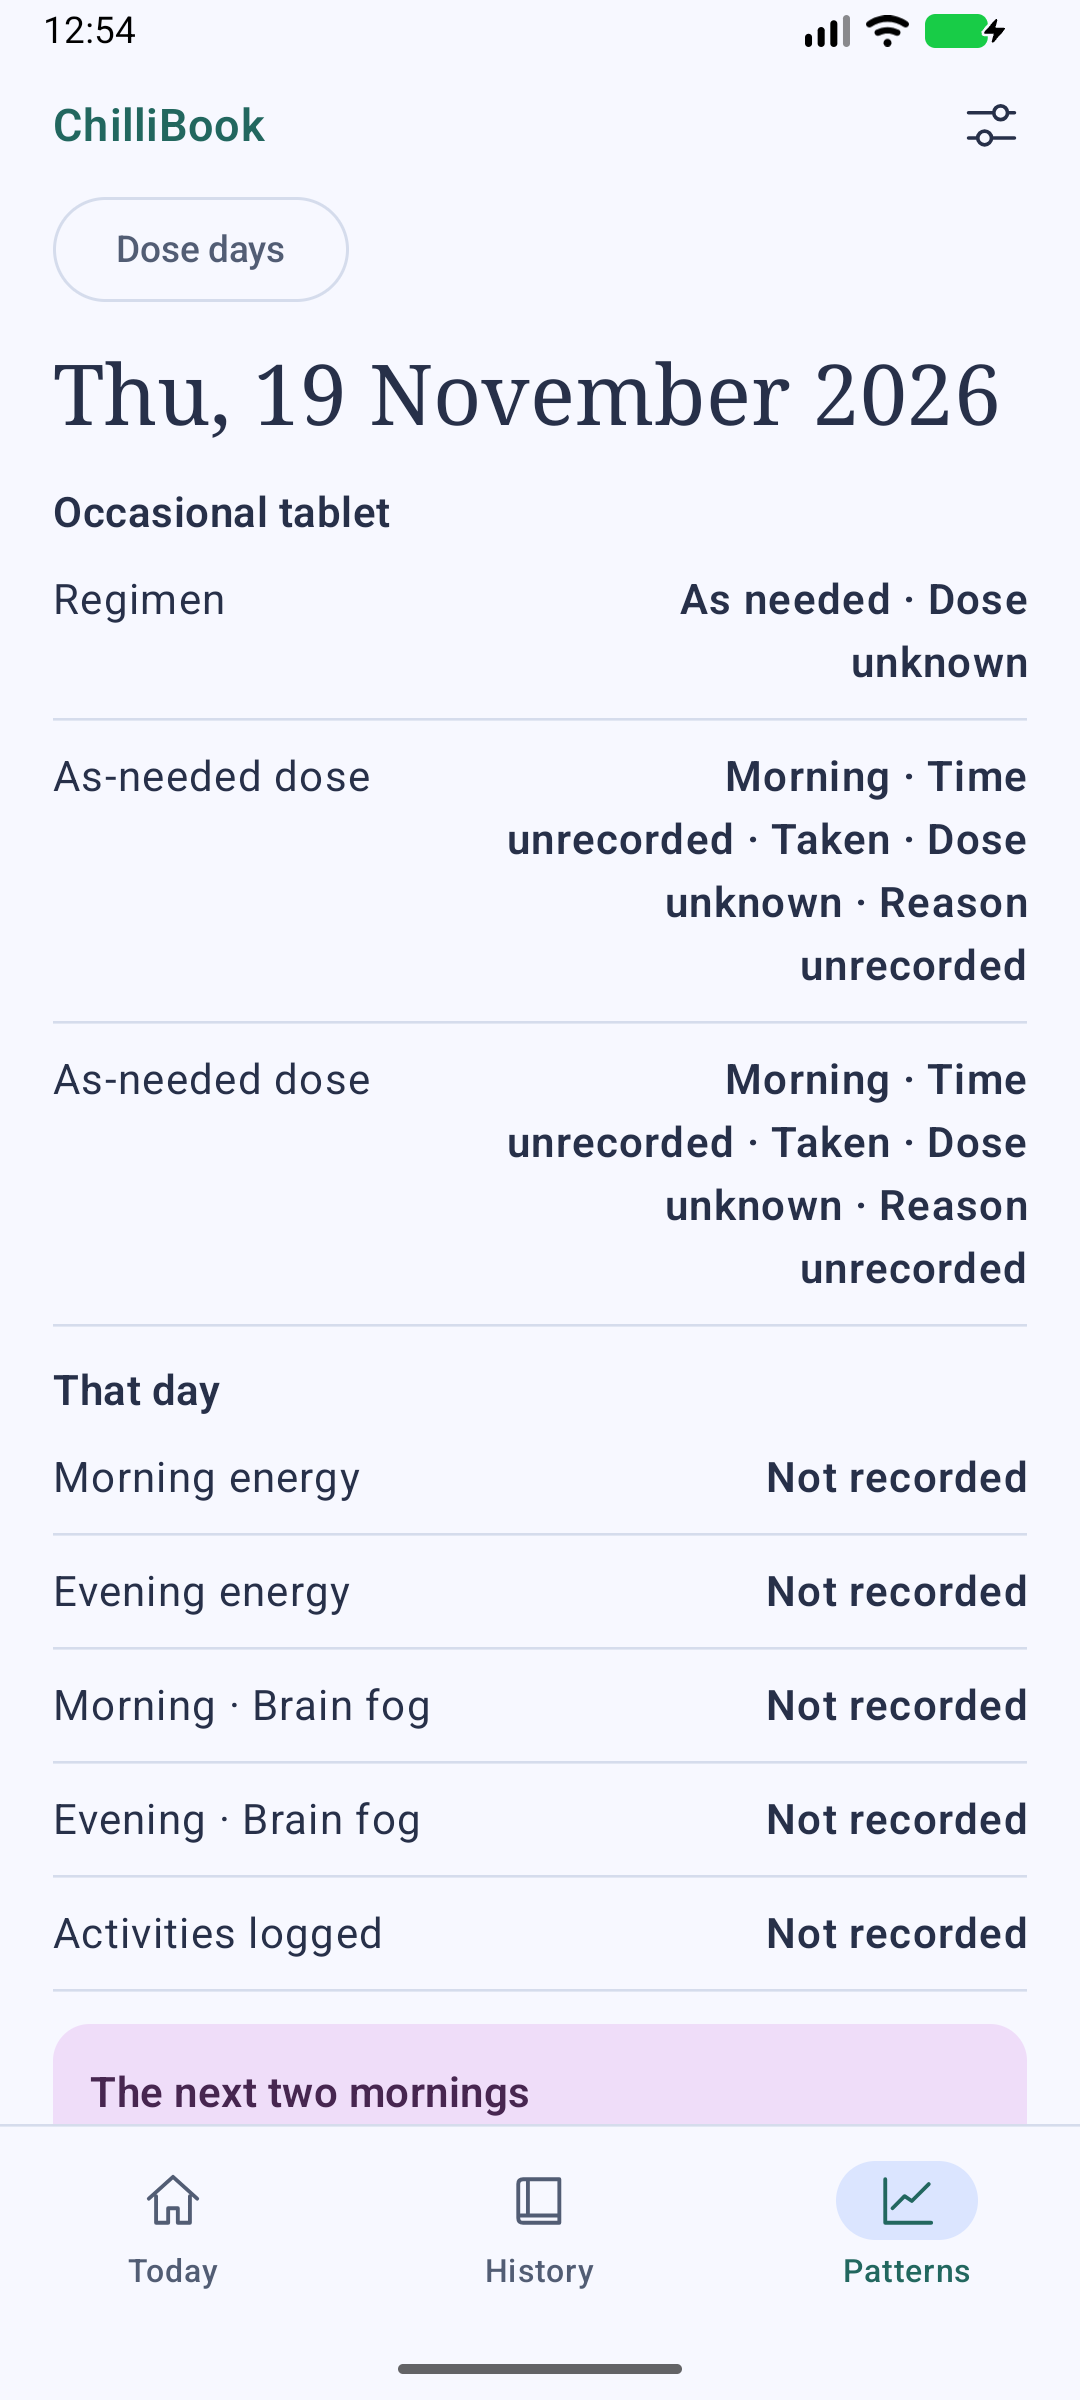 12:54
ChilliBook
Dose days
Thu, 19 November 2026
Occasional tablet
Regimen
As needed · Dose
unknown
As-needed dose
Morning · Time
unrecorded · Taken · Dose
unknown · Reason
unrecorded
As-needed dose
Morning · Time
unrecorded · Taken · Dose
unknown · Reason
unrecorded
That day
Morning energy
Not recorded
Evening energy
Not recorded
Morning · Brain fog
Not recorded
Evening · Brain fog
Not recorded
Activities logged
Not recorded
The next two mornings
Today
History
Patterns